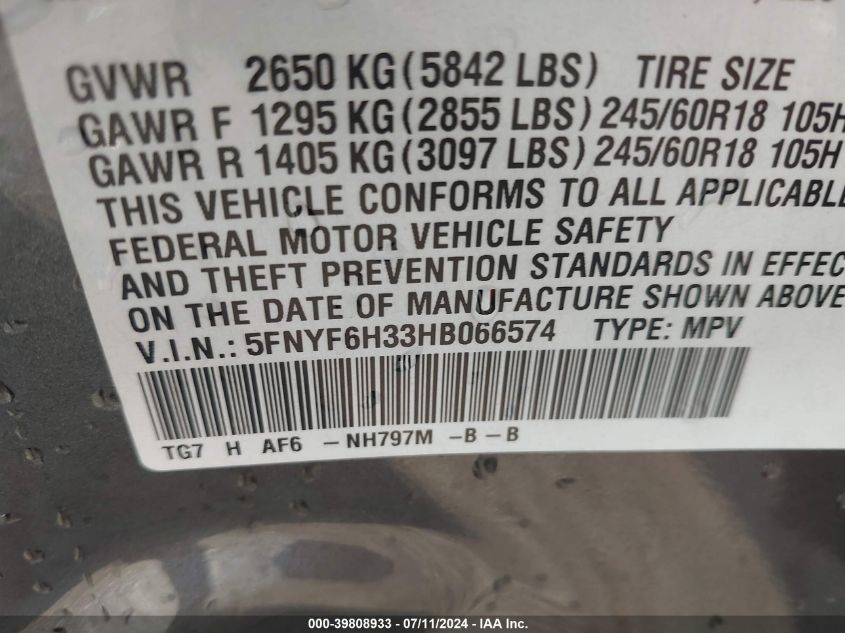 GVWR 2650 KG (5842 LBS) TIRE SIZE
GAWR F 1295 KG (2855 LBS) 245/60R18 105H
GAWR R 1405 KG (3097 LBS) 245/60R18 105H
THIS VEHICLE CONFORMS TO ALL APPLICABLE
FEDERAL MOTOR VEHICLE SAFETY
AND THEFT PREVENTION STANDARDS IN EFFEC
ON THE DATE OF MANUFACTURE SHOWN ABOVE
V.I.N.: 5FNYF6H33HB066574 TYPE: MPV
TG7 H AF6 - NH797M - B - B
000-39808933 / 07/11/2024 - IAA Inc.